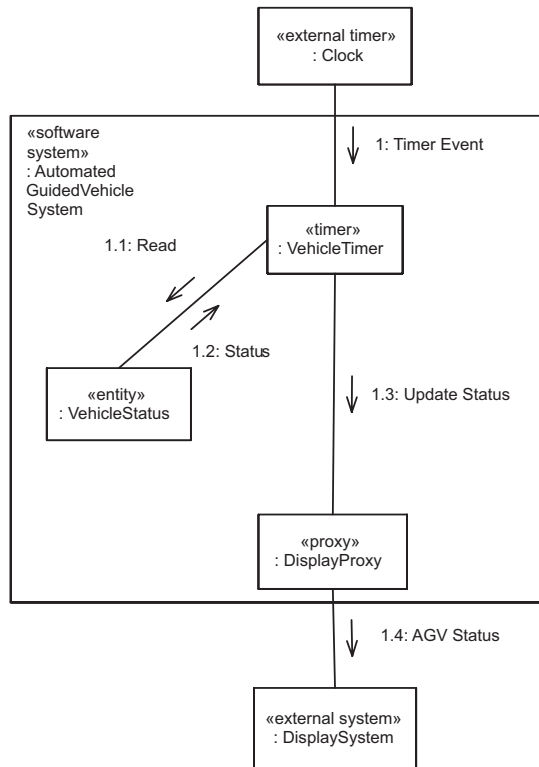 «external timer»
: Clock
«software
system»
: Automated
GuidedVehicle
System
1: Timer Event
«timer»
: VehicleTimer
1.1: Read
1.2: Status
«entity»
: VehicleStatus
1.3: Update Status
«proxy»
: DisplayProxy
1.4: AGV Status
«external system»
: DisplaySystem